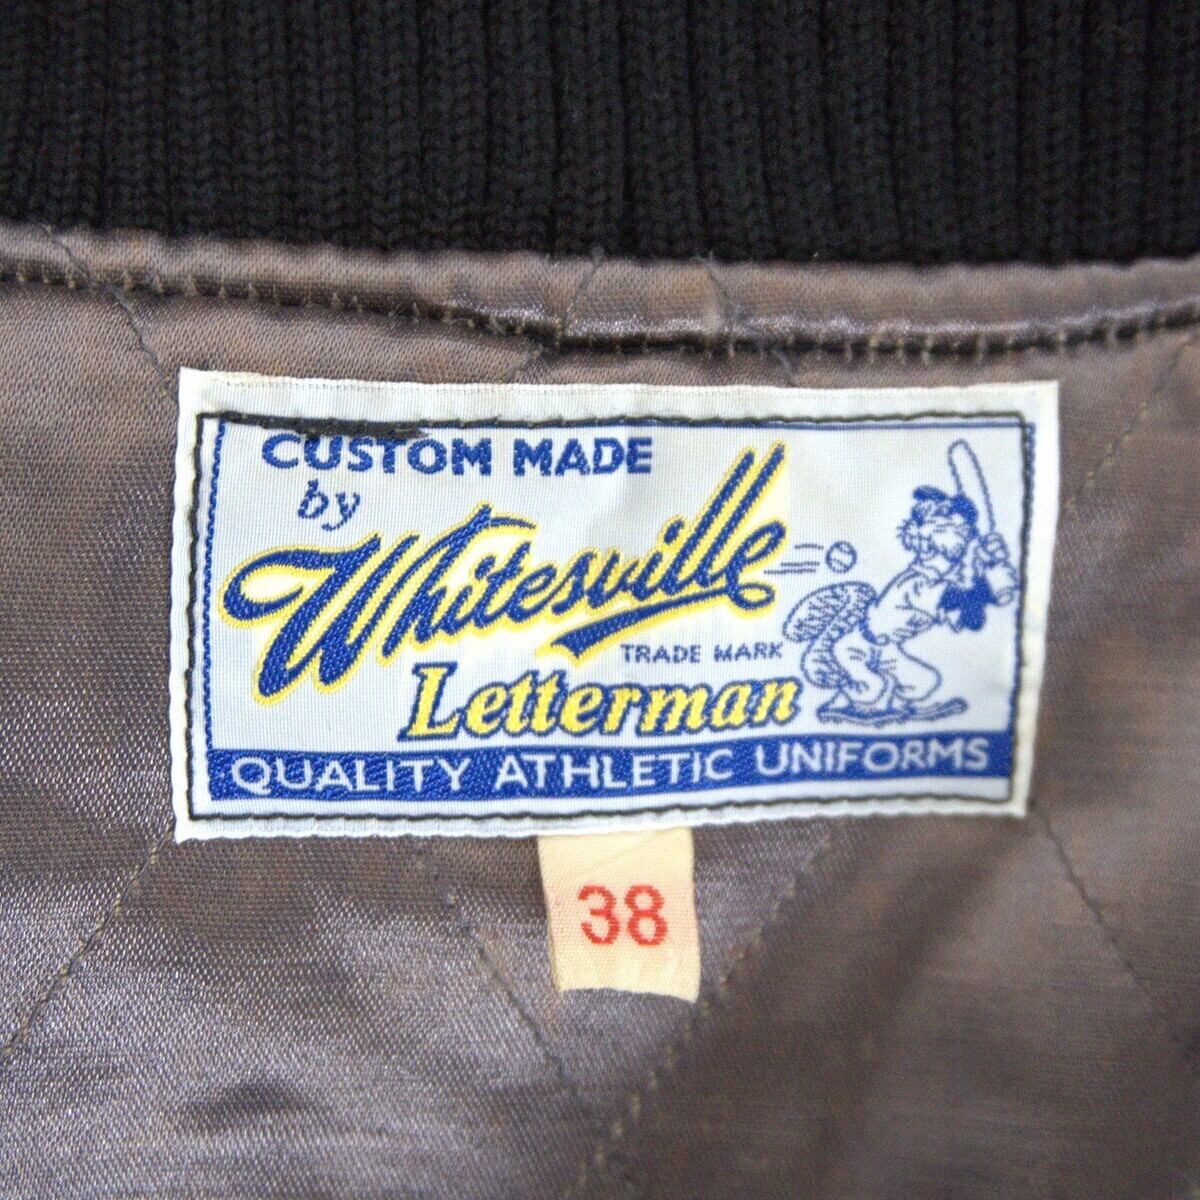 CUSTOM MADE
by
Whitesville
TRADE MARK
Letterman
QUALITY ATHLETIC UNIFORMS
38